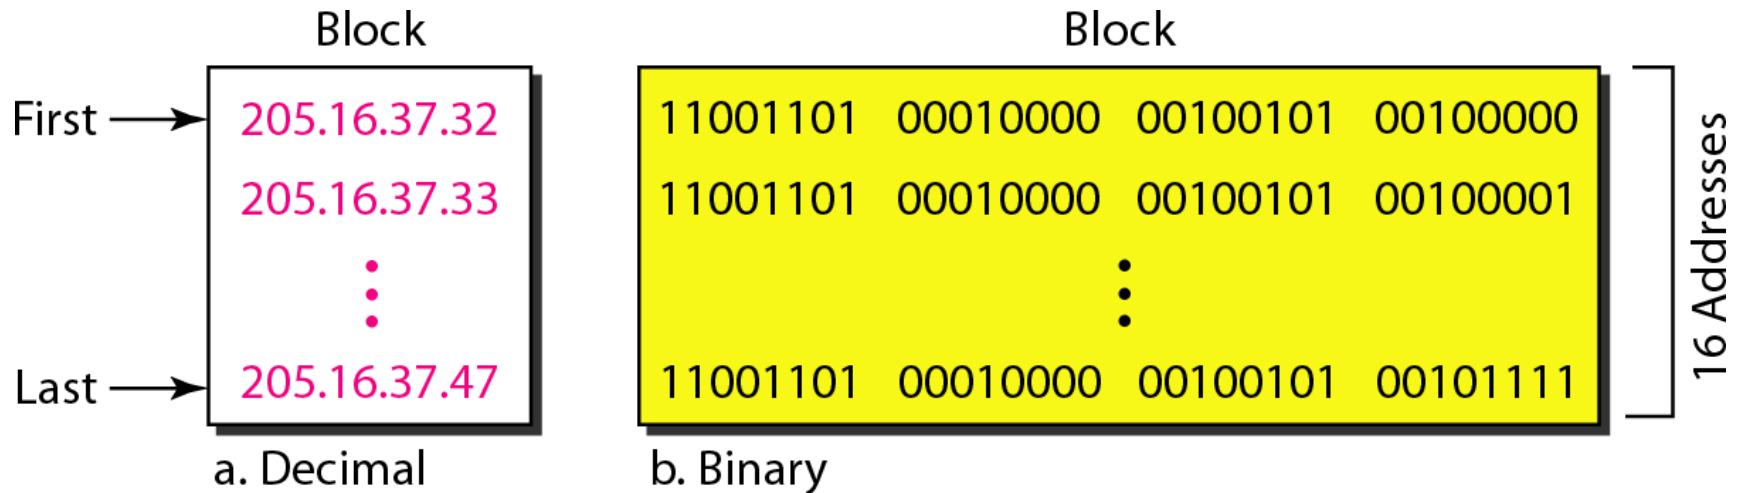 Block
Block
First
205.16.37.32
11001101 00010000 00100101 00100000
205.16.37.33
11001101 00010000 00100101 00100001
16 Addresses
Last
205.16.37.47
11001101 00010000 00100101 00101111
a. Decimal
b. Binary